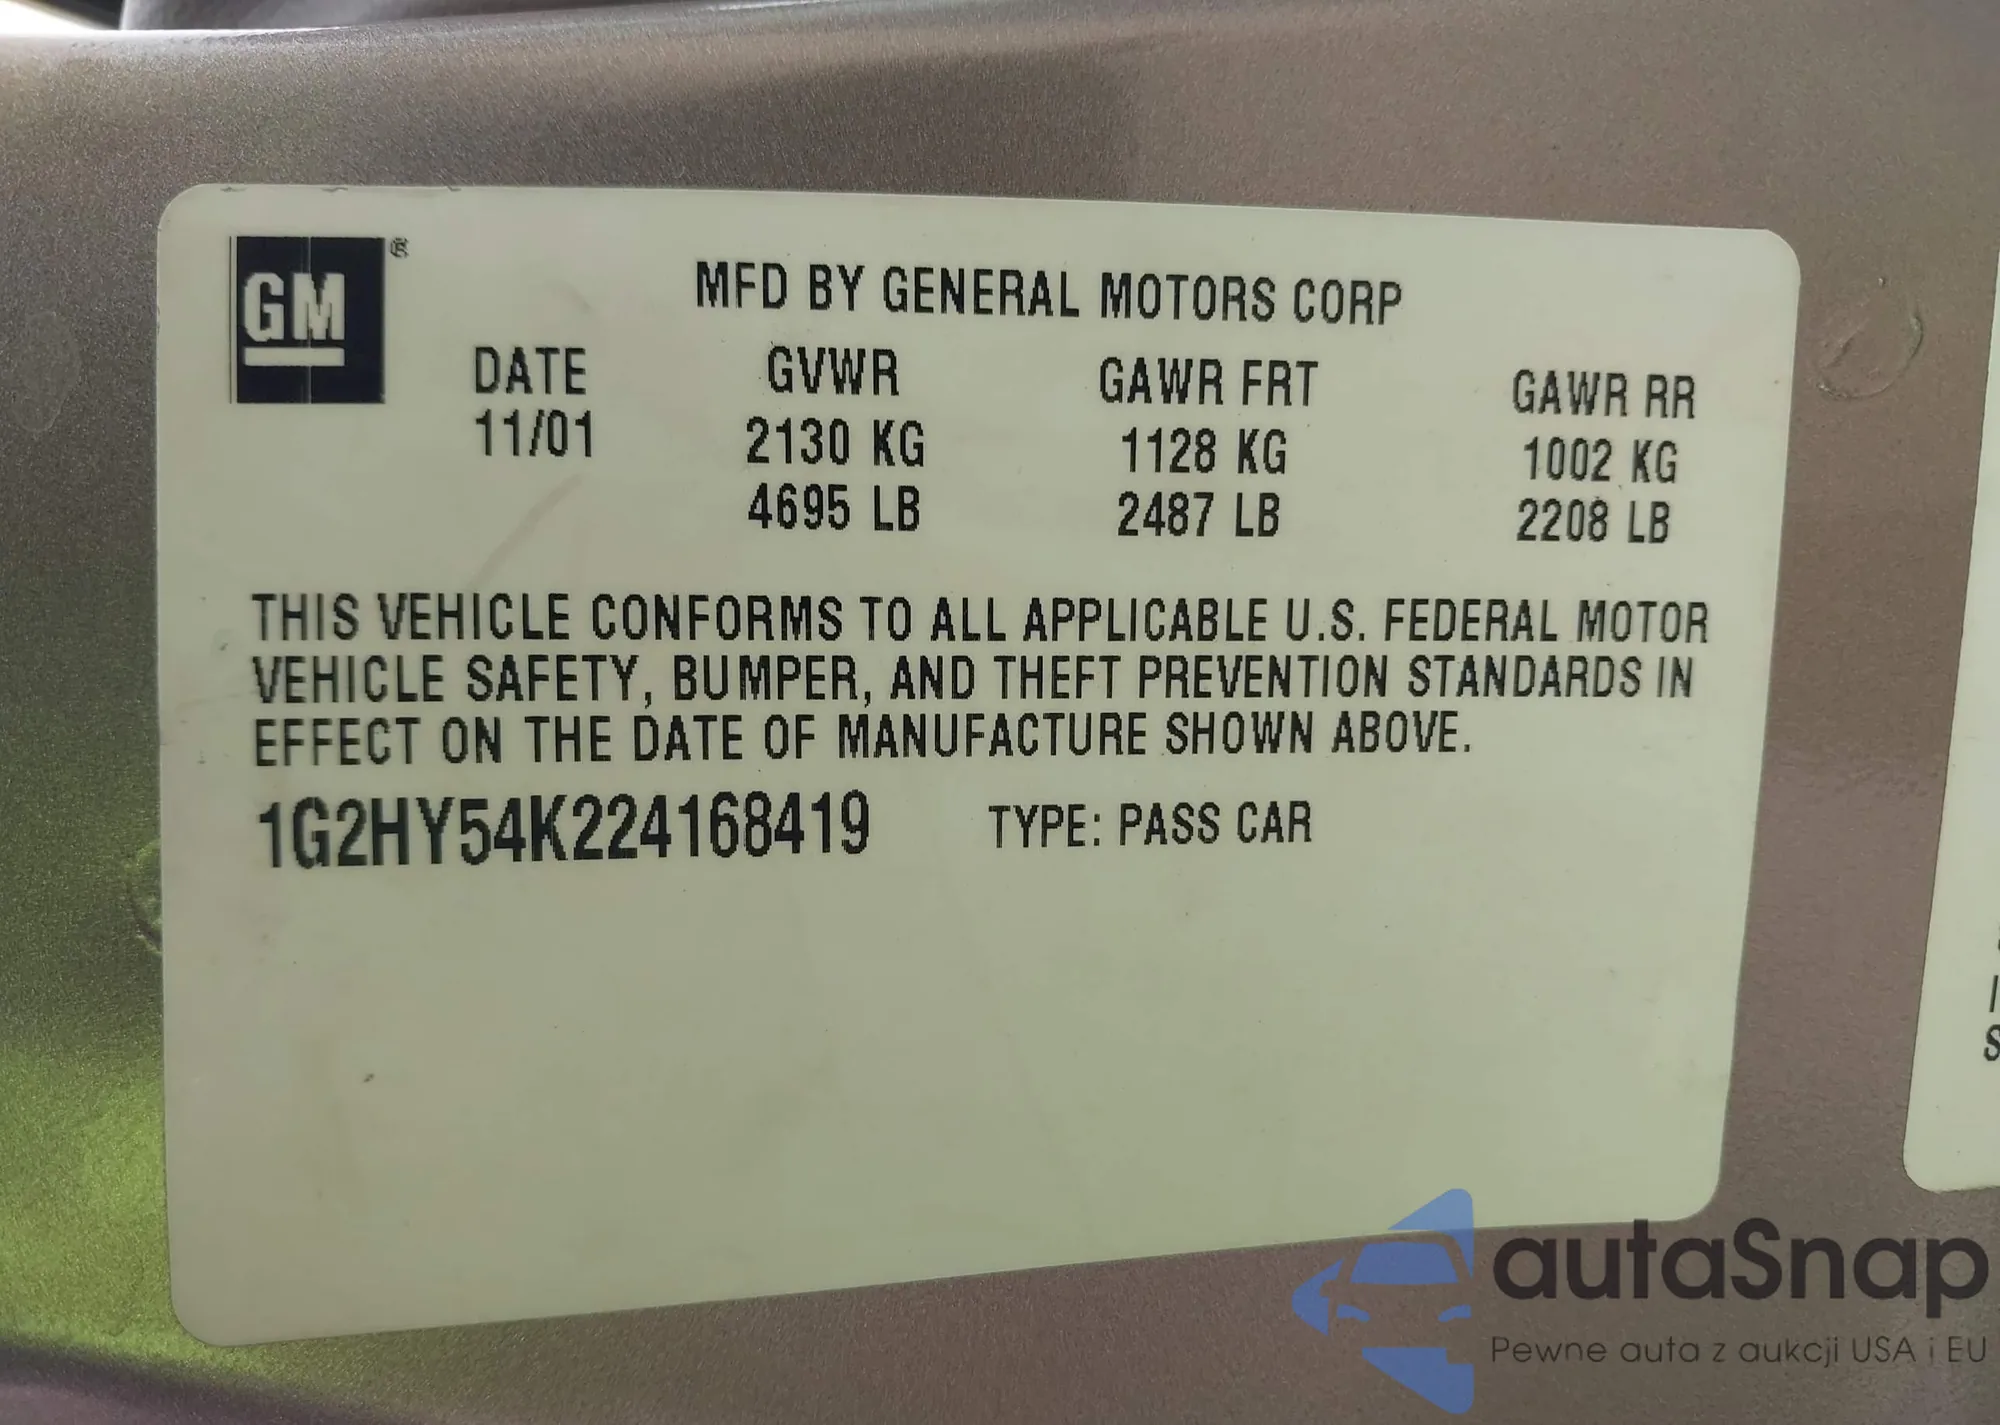 GM ®
MFD BY GENERAL MOTORS CORP
DATE GVWR GAWR FRT GAWR RR
11/01 2130 KG 1128 KG 1002 KG
4695 LB 2487 LB 2208 LB
THIS VEHICLE CONFORMS TO ALL APPLICABLE U.S. FEDERAL MOTOR
VEHICLE SAFETY, BUMPER, AND THEFT PREVENTION STANDARDS IN
EFFECT ON THE DATE OF MANUFACTURE SHOWN ABOVE.
1G2HY54K224168419 TYPE: PASS CAR
autaSnap
Pewne auta z aukcji USA i EU